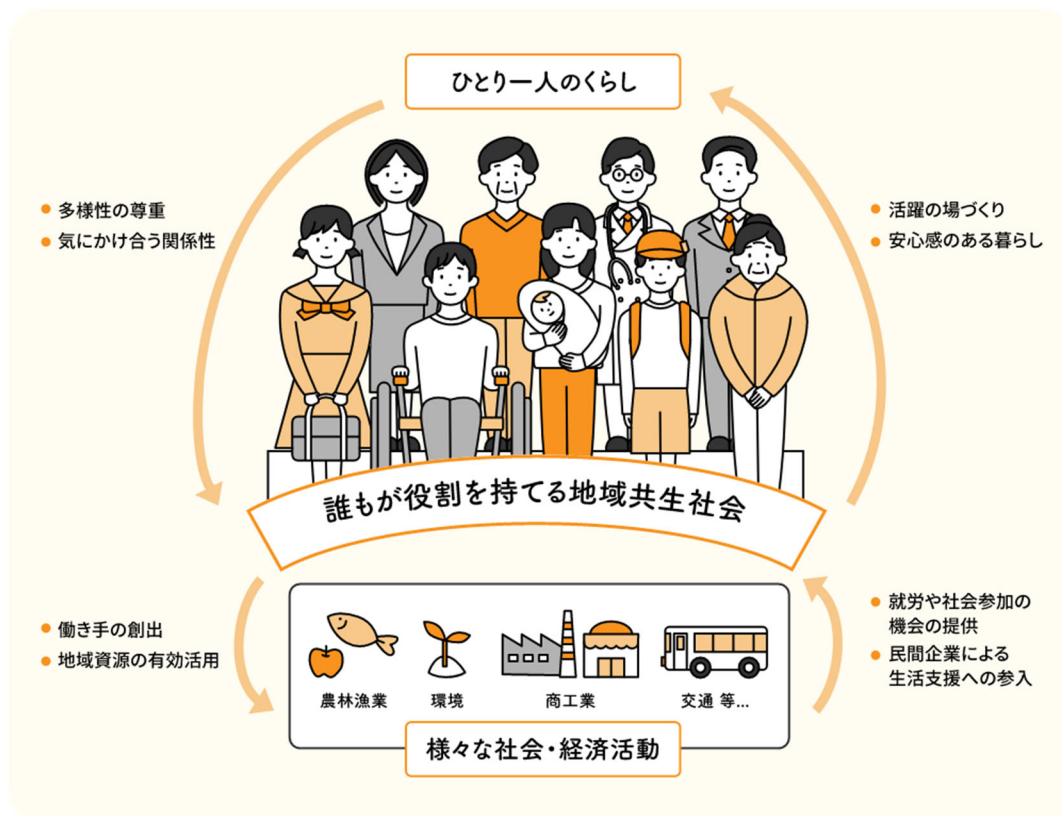 ひとり一人のくらし
多様性の尊重
気にかけ合う関係性
活躍の場づくり
安心感のある暮らし
誰もが役割を持てる地域共生社会
働き手の創出
地域資源の有効活用
就労や社会参加の
機会の提供
民間企業による
生活支援への参入
農林漁業
環境
商工業
交通 等...
様々な社会・経済活動